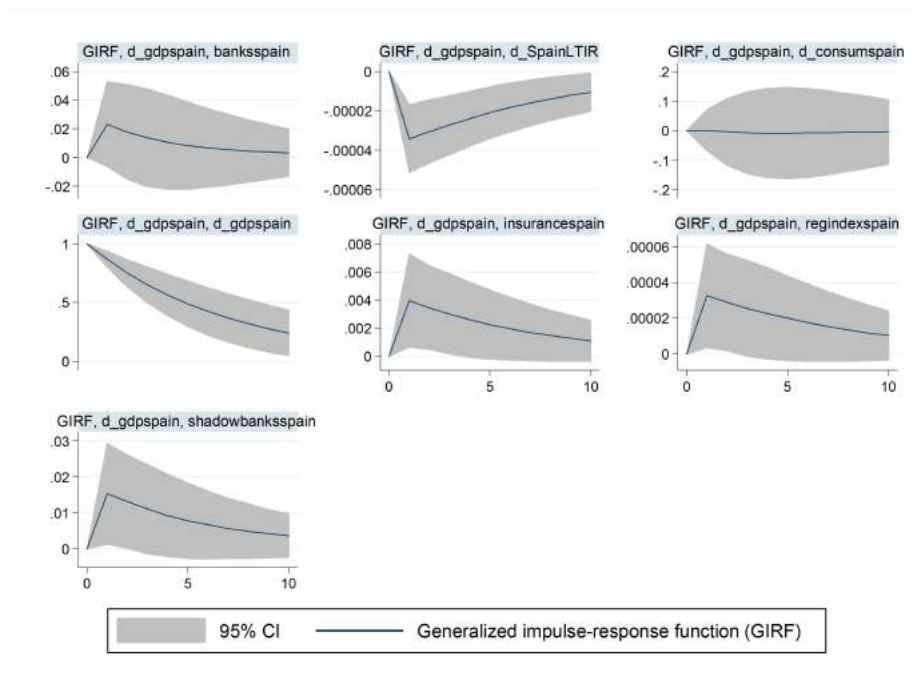 GIRF, d_gdpspain, banksspain
.06
.04
.02
0
-.02
GIRF, d_gdpspain, d_SpainLTIR
0
-.00002
-.00004
-.00006
GIRF, d_gdpspain, d_consumspain
.2
.1
0
-.1
-.2
GIRF, d_gdpspain, d_gdpspain
1
.5
0
GIRF, d_gdpspain, insurancespain
.008
.006
.004
.002
0
0 5 10
GIRF, d_gdpspain, regindexspain
.00006
.00004
.00002
0
0 5 10
GIRF, d_gdpspain, shadowbanksspain
.03
.02
.01
0
0 5 10
95% CI Generalized impulse-response function (GIRF)